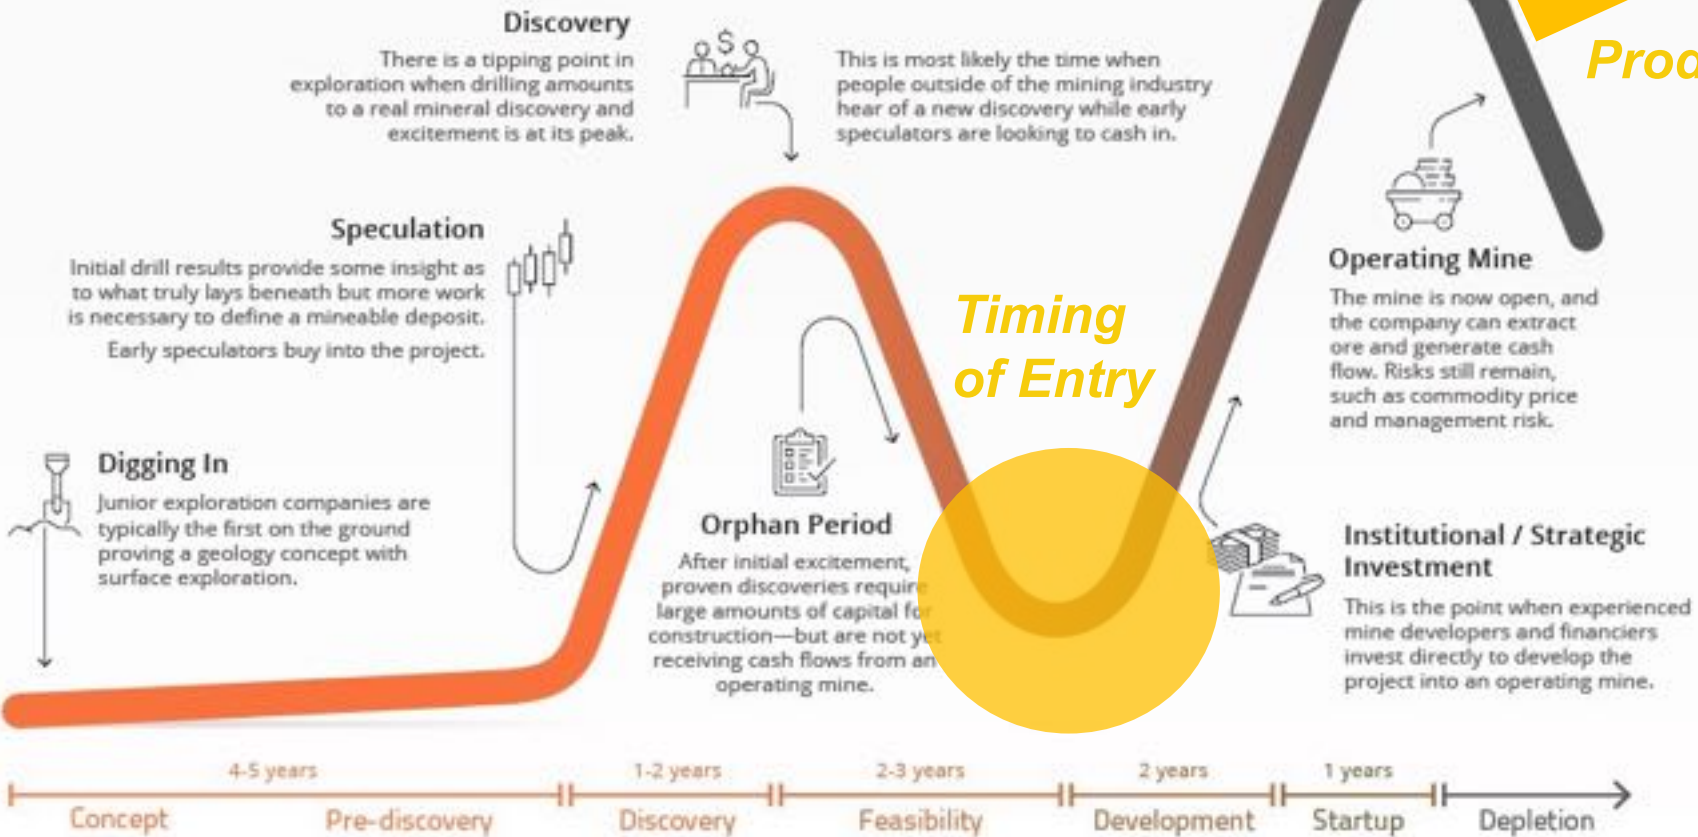 Discovery
There is a tipping point in
exploration when drilling amounts
to a real mineral discovery and
excitement is at its peak.
This is most likely the time when
people outside of the mining industry
hear of a new discovery while early
speculators are looking to cash in.
Prod
Speculation
Initial drill results provide some insight as
to what truly lays beneath but more work
is necessary to define a mineable deposit.
Early speculators buy into the project.
Timing
of Entry
Operating Mine
The mine is now open, and
the company can extract
ore and generate cash
flow. Risks still remain,
such as commodity price
and management risk.
Digging In
Junior exploration companies are
typically the first on the ground
proving a geology concept with
surface exploration.
Orphan Period
After initial excitement,
proven discoveries require
large amounts of capital for
construction—but are not yet
receiving cash flows from an
operating mine.
Institutional / Strategic
Investment
This is the point when experienced
mine developers and financiers
invest directly to develop the
project into an operating mine.
4-5 years
1-2 years
2-3 years
2 years
1 years
Concept
Pre-discovery
Discovery
Feasibility
Development
Startup
Depletion